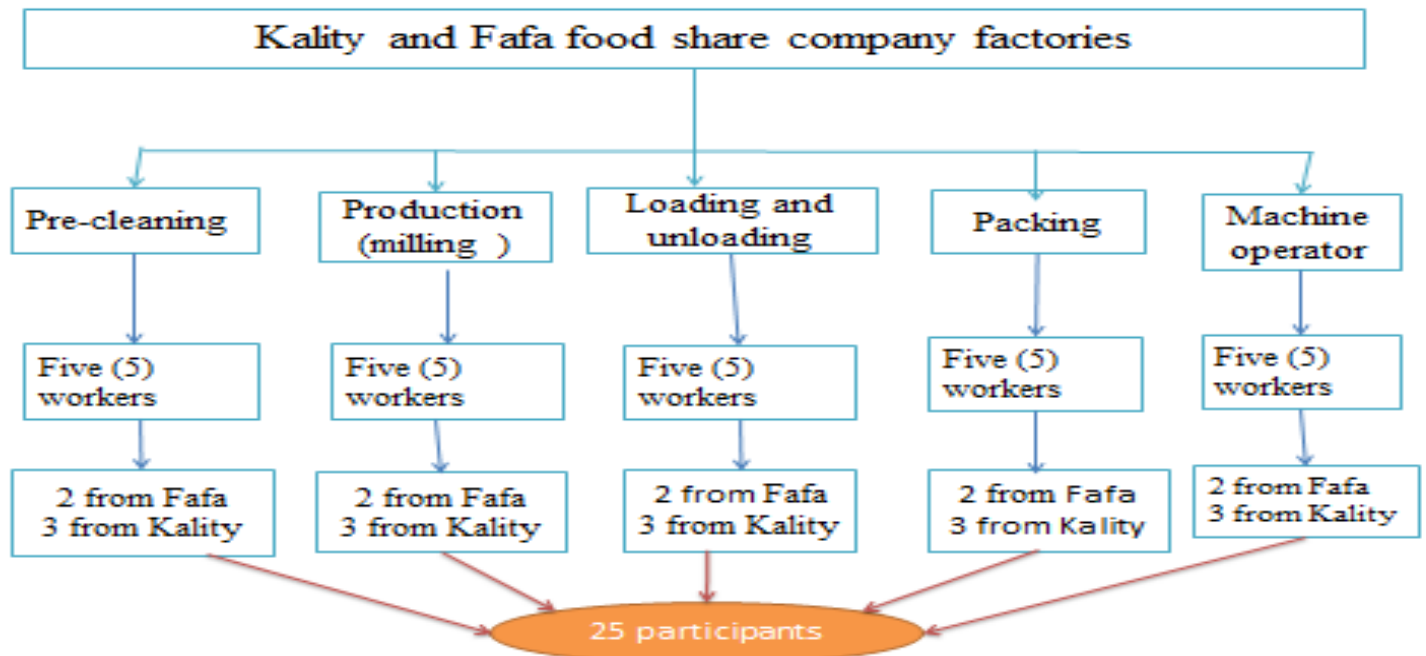 Kality and Fafa food share company factories
Pre-cleaning
Production
(milling )
Loading and
unloading
Packing
Machine
operator
Five (5)
workers
Five (5)
workers
Five (5)
workers
Five (5)
workers
Five (5)
workers
2 from Fafa
3 from Kality
2 from Fafa
3 from Kality
2 from Fafa
3 from Kality
2 from Fafa
3 from Kality
2 from Fafa
3 from Kality
25 participants